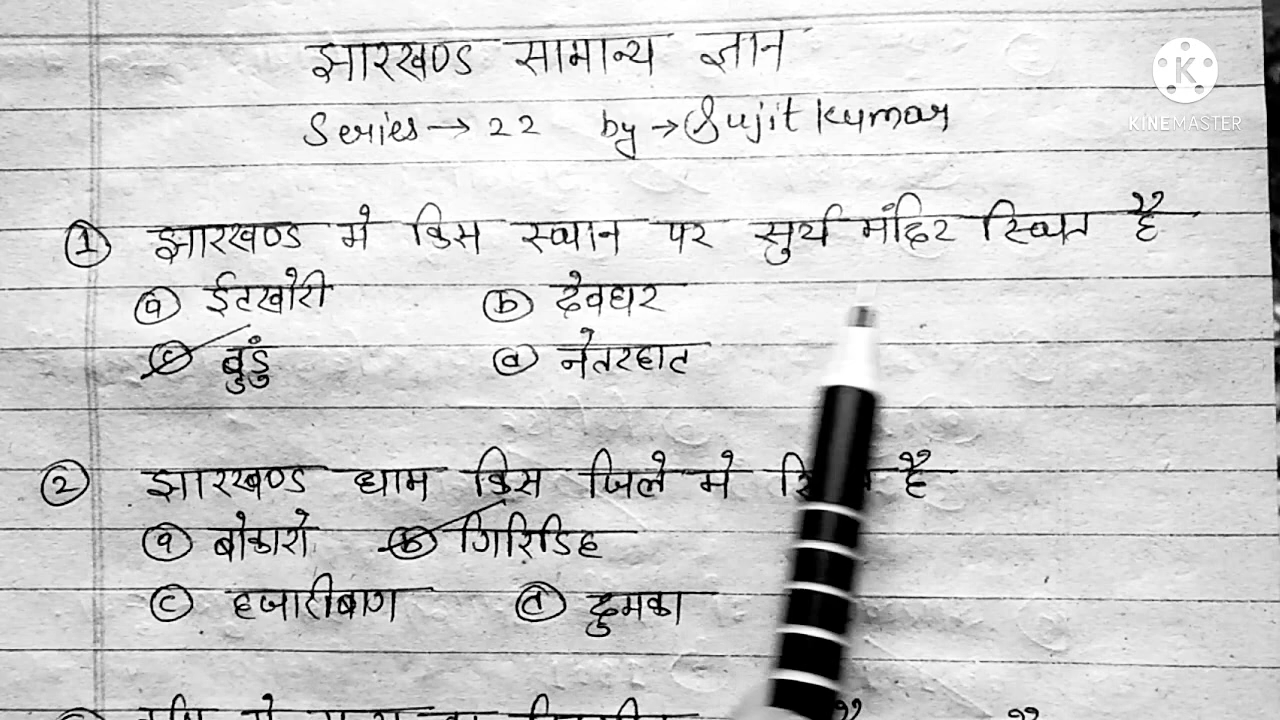 झारखण्ड सामान्य ज्ञान
Series → 22 by → Sujit kumar
K
KINEMASTER
① झारखण्ड मे किस स्थान पर सुर्य मंदिर स्थित है
ⓐ ईटखोरी ⓑ देवघर
ⓒ बुंडु ⓓ नेतरहाट
② झारखण्ड धाम किस जिले मे है
ⓐ बोकारो ⓑ गिरिडिह
ⓒ हजारीबाग ⓓ दुमका